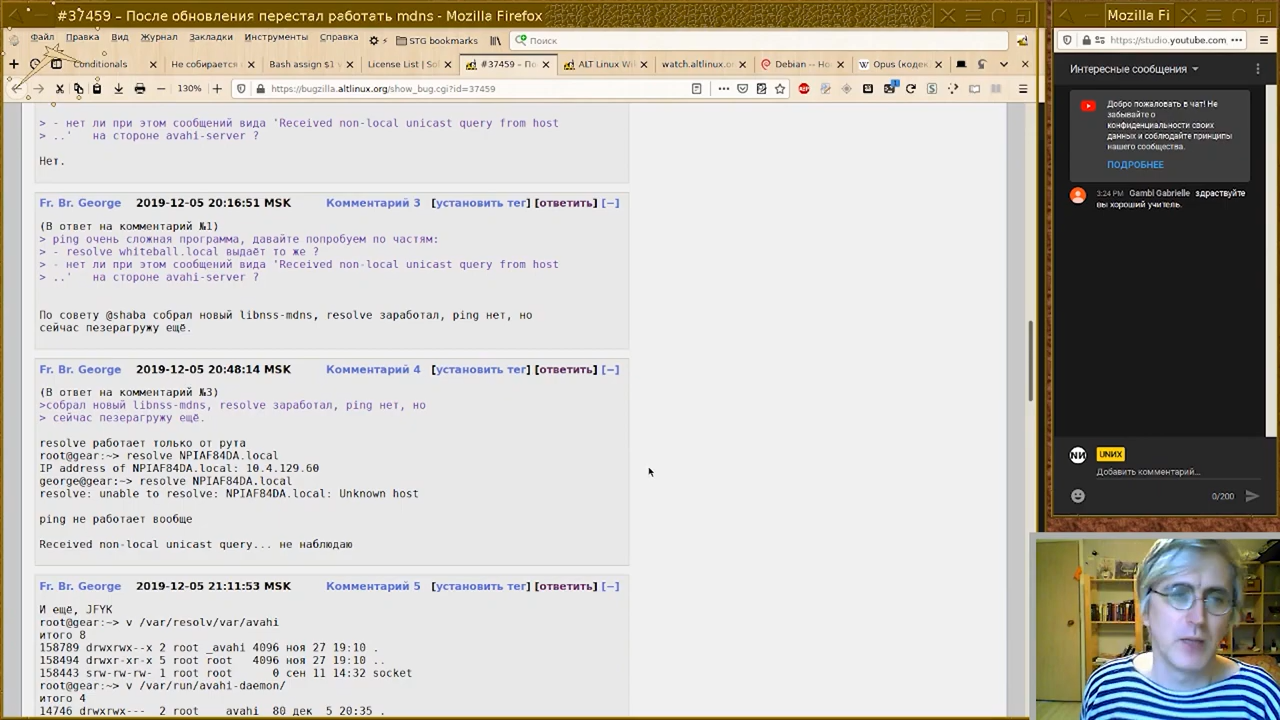 #37459 – После обновления перестал работать mdns - Mozilla Firefox
Файл Правка Вид Журнал Закладки Инструменты Справка
STG bookmarks
Поиск
Conditionals
Не собирается
Bash assign $1
License List | So
#37459 – По
ALT Linux W
watch.altlinux.or
Debian -- Ho
Opus (кодек
130%
https://bugzilla.altlinux.org/show_bug.cgi?id=37459
> - нет ли при этом сообщений вида 'Received non-local unicast query from host
> ..' на стороне avahi-server ?
Нет.
Fr. Br. George 2019-12-05 20:16:51 MSK Комментарий 3 [установить тег] [ответить] [−]
(В ответ на комментарий №1)
> ping очень сложная программа, давайте попробуем по частям:
> - resolve whiteball.local выдаёт то же ?
> - нет ли при этом сообщений вида 'Received non-local unicast query from host
> ..' на стороне avahi-server ?
По совету @shaba собрал новый libnss-mdns, resolve заработал, ping нет, но
сейчас пезерагружу ещё.
Fr. Br. George 2019-12-05 20:48:14 MSK Комментарий 4 [установить тег] [ответить] [−]
(В ответ на комментарий №3)
>собрал новый libnss-mdns, resolve заработал, ping нет, но
> сейчас пезерагружу ещё.
resolve работает только от рута
root@gear:~> resolve NPIAF84DA.local
IP address of NPIAF84DA.local: 10.4.129.60
george@gear:~> resolve NPIAF84DA.local
resolve: unable to resolve: NPIAF84DA.local: Unknown host
ping не работает вообще
Received non-local unicast query... не наблюдаю
Fr. Br. George 2019-12-05 21:11:53 MSK Комментарий 5 [установить тег] [ответить] [−]
И ещё, JFYK
root@gear:~> v /var/resolv/var/avahi
итого 8
158789 drwxrwx--x 2 root _avahi 4096 ноя 27 19:10 .
158494 drwxr-xr-x 5 root root 4096 ноя 27 19:10 ..
158443 srw-rw-rw- 1 root root 0 сен 11 14:32 socket
root@gear:~> v /var/run/avahi-daemon/
итого 4
14746 drwxrwx--- 2 root _avahi 80 дек 5 20:35 .
Mozilla Fi
https://studio.youtube.com
Интересные сообщения
Добро пожаловать в чат! Не
забывайте о
конфиденциальности своих
данных и соблюдайте принципы
нашего сообщества.
ПОДРОБНЕЕ
3:24 PM Gambl Gabrielle здраствуйте
вы хороший учитель.
UNИX
Добавить комментарий...
0/200